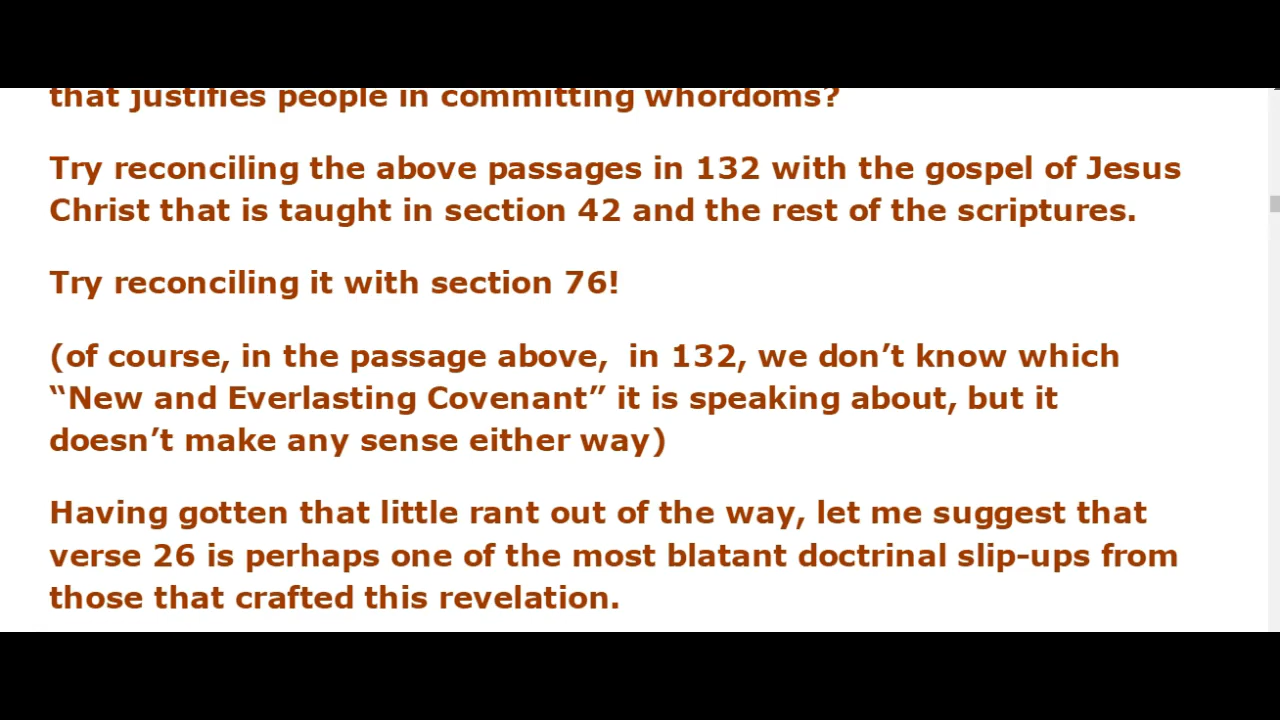 that justifies people in committing whordoms?
Try reconciling the above passages in 132 with the gospel of Jesus
Christ that is taught in section 42 and the rest of the scriptures.
Try reconciling it with section 76!
(of course, in the passage above,  in 132, we don’t know which
“New and Everlasting Covenant” it is speaking about, but it
doesn’t make any sense either way)
Having gotten that little rant out of the way, let me suggest that
verse 26 is perhaps one of the most blatant doctrinal slip-ups from
those that crafted this revelation.